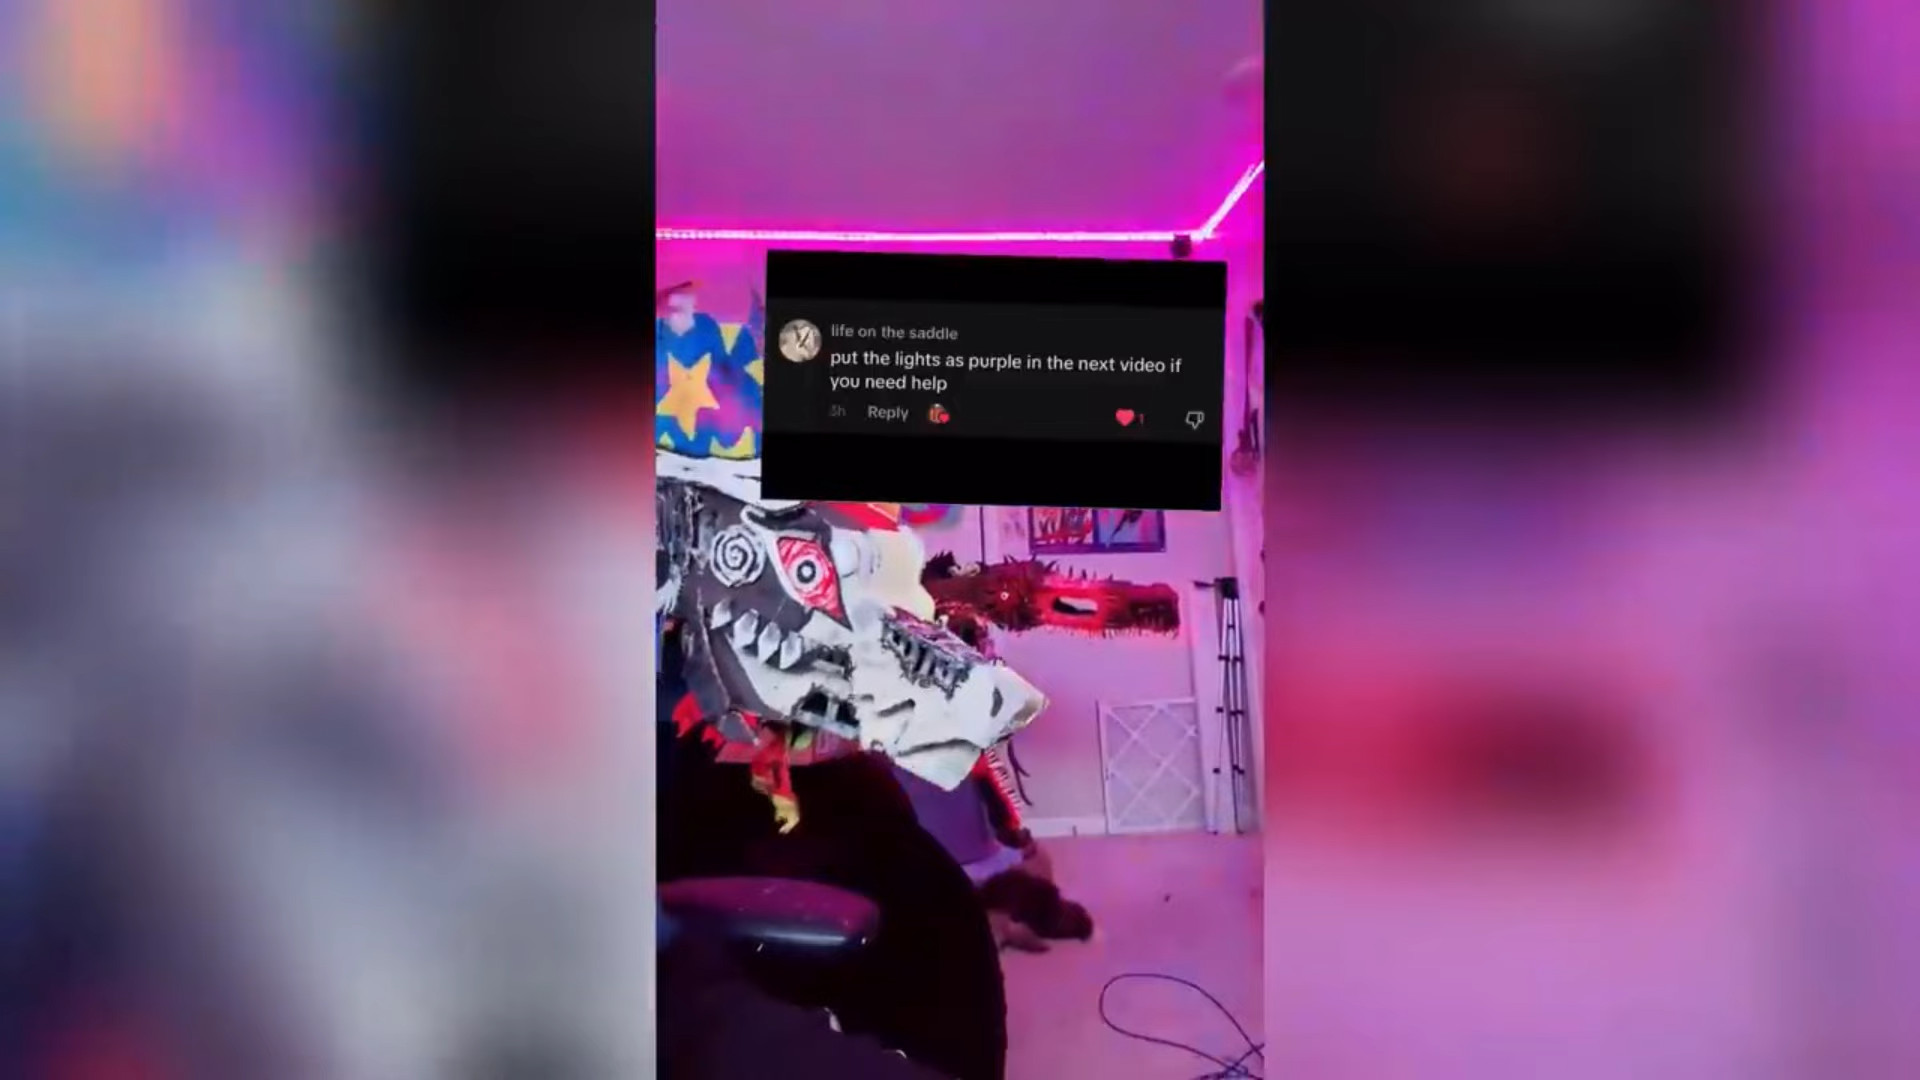 life on the saddle
put the lights as purple in the next video if
you need help
3h Reply 1